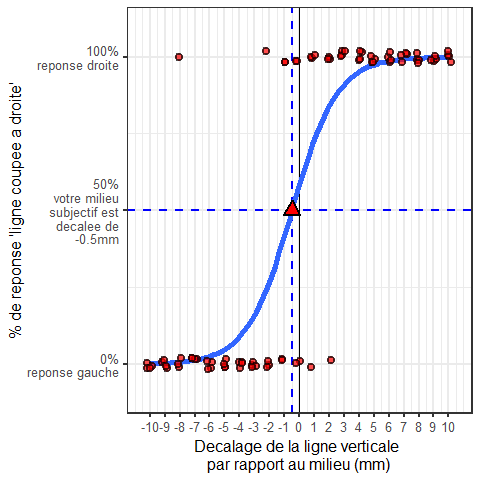 % de reponse 'ligne coupee a droite'
100%
reponse droite
50%
votre milieu
subjectif est
decalee de
-0.5mm
0%
reponse gauche
-10 -9 -8 -7 -6 -5 -4 -3 -2 -1 0 1 2 3 4 5 6 7 8 9 10
Decalage de la ligne verticale
par rapport au milieu (mm)